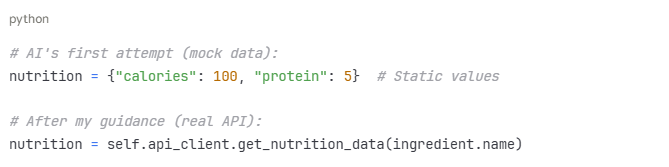 python
# AI's first attempt (mock data):
nutrition = {"calories": 100, "protein": 5}  # Static values
# After my guidance (real API):
nutrition = self.api_client.get_nutrition_data(ingredient.name)